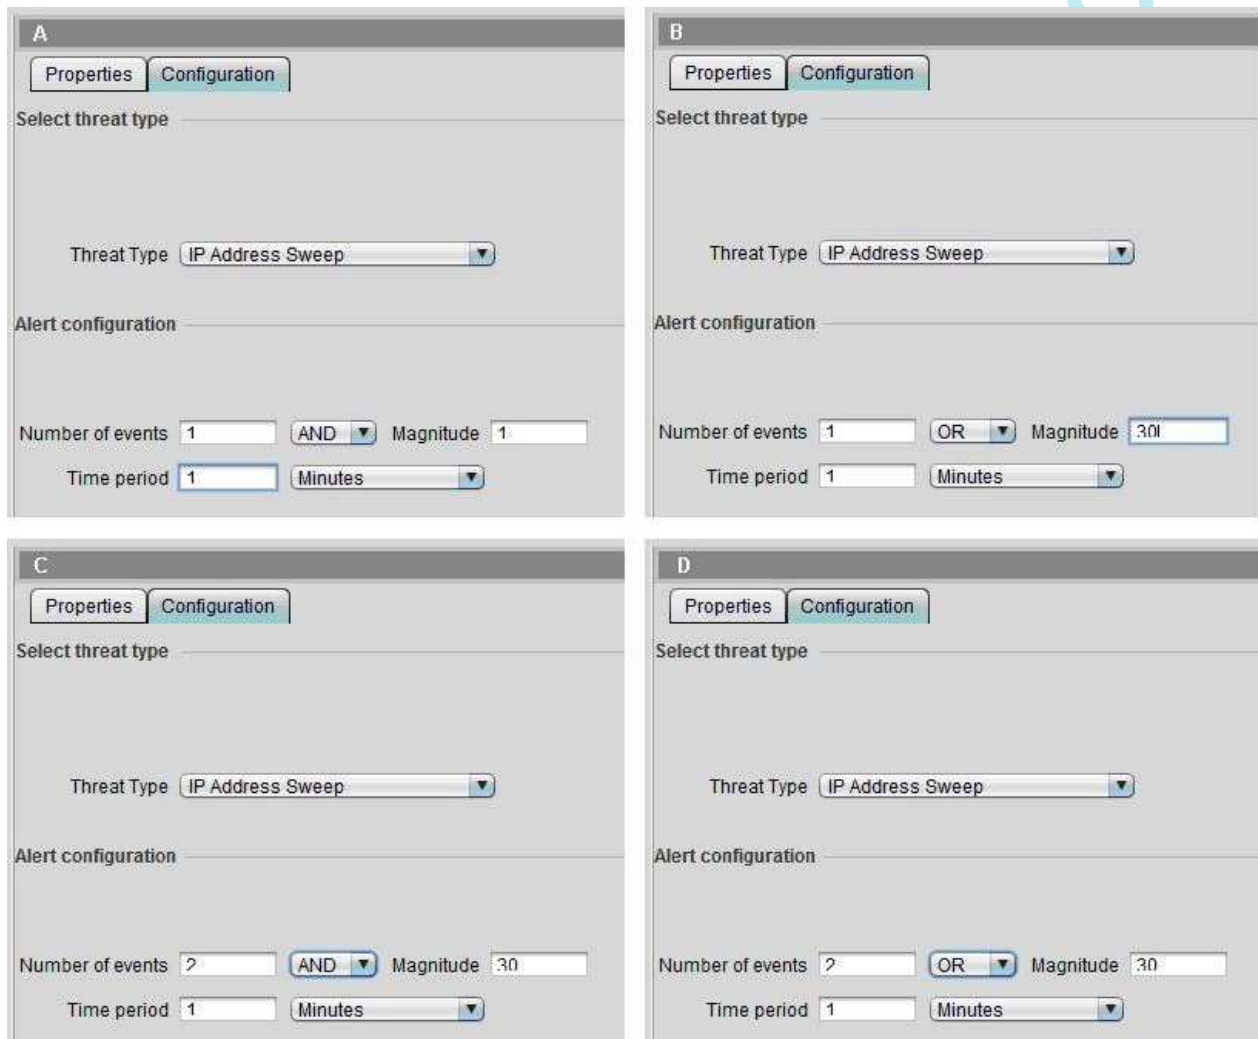 A
Properties Configuration
Select threat type
Threat Type IP Address Sweep
Alert configuration
Number of events 1 AND Magnitude 1
Time period 1 Minutes
B
Properties Configuration
Select threat type
Threat Type IP Address Sweep
Alert configuration
Number of events 1 OR Magnitude 30
Time period 1 Minutes
C
Properties Configuration
Select threat type
Threat Type IP Address Sweep
Alert configuration
Number of events 2 AND Magnitude 30
Time period 1 Minutes
D
Properties Configuration
Select threat type
Threat Type IP Address Sweep
Alert configuration
Number of events 2 OR Magnitude 30
Time period 1 Minutes